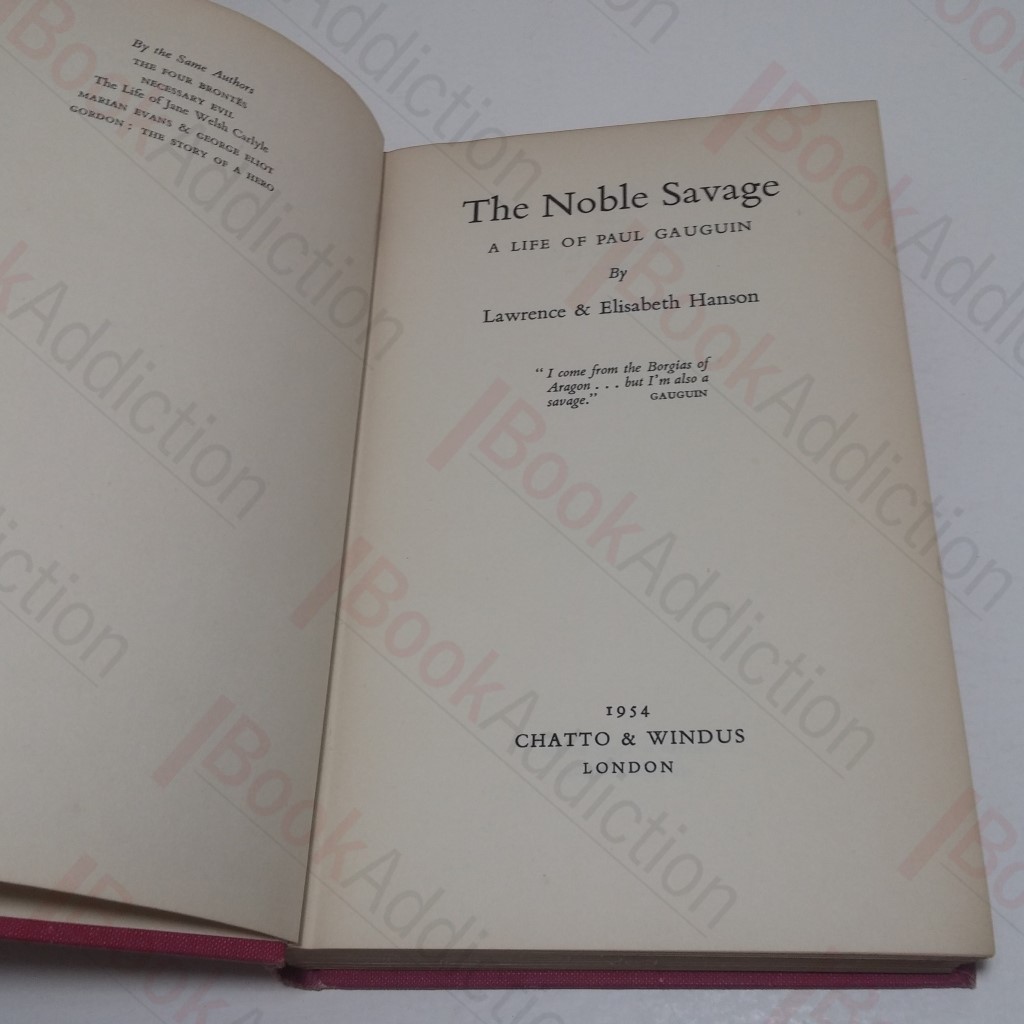 By the Same Authors
THE FOUR BRONTËS
NECESSARY EVIL
The Life of Jane Welsh Carlyle
MARIAN EVANS & GEORGE ELIOT
GORDON: THE STORY OF A HERO
The Noble Savage
A LIFE OF PAUL GAUGUIN
By
Lawrence & Elisabeth Hanson
"I come from the Borgias of
Aragon . . . but I'm also a
savage." GAUGUIN
1954
CHATTO & WINDUS
LONDON
BookAddiction